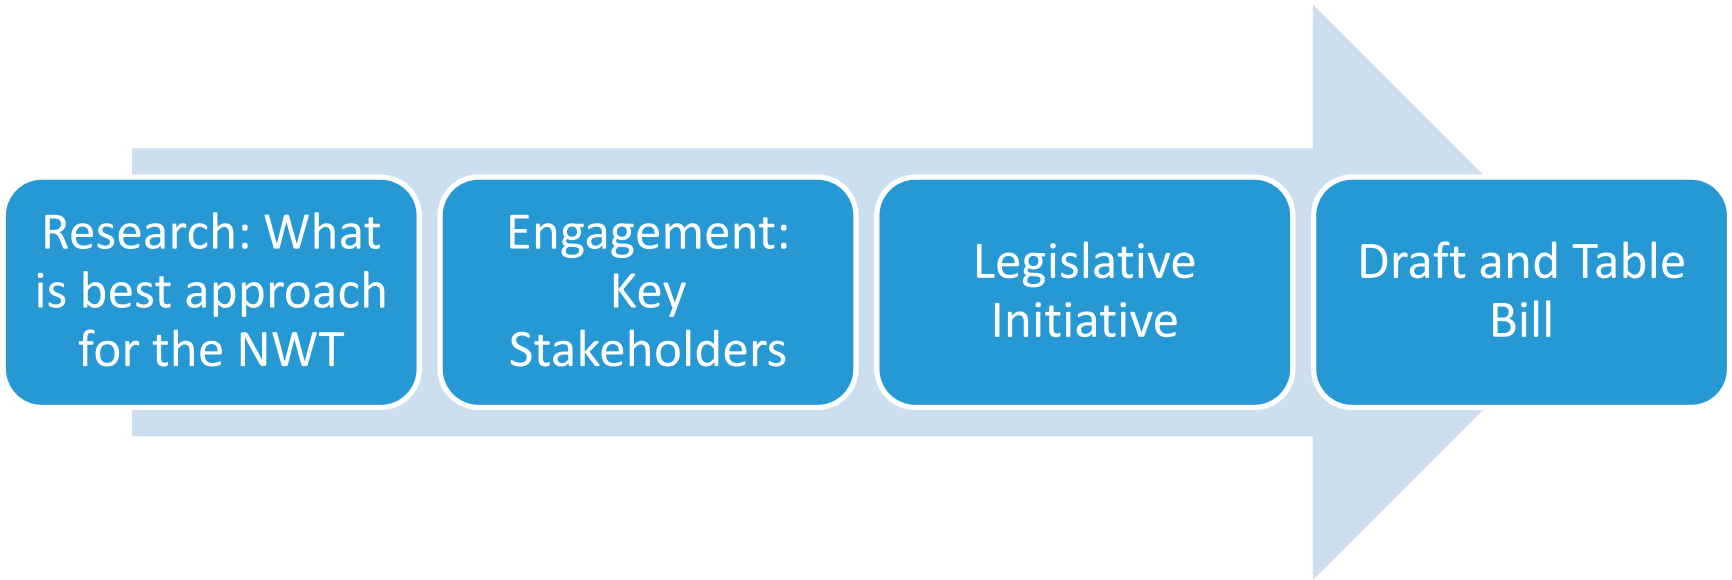 Research: What
is best approach
for the NWT
Engagement:
Key
Stakeholders
Legislative
Initiative
Draft and Table
Bill